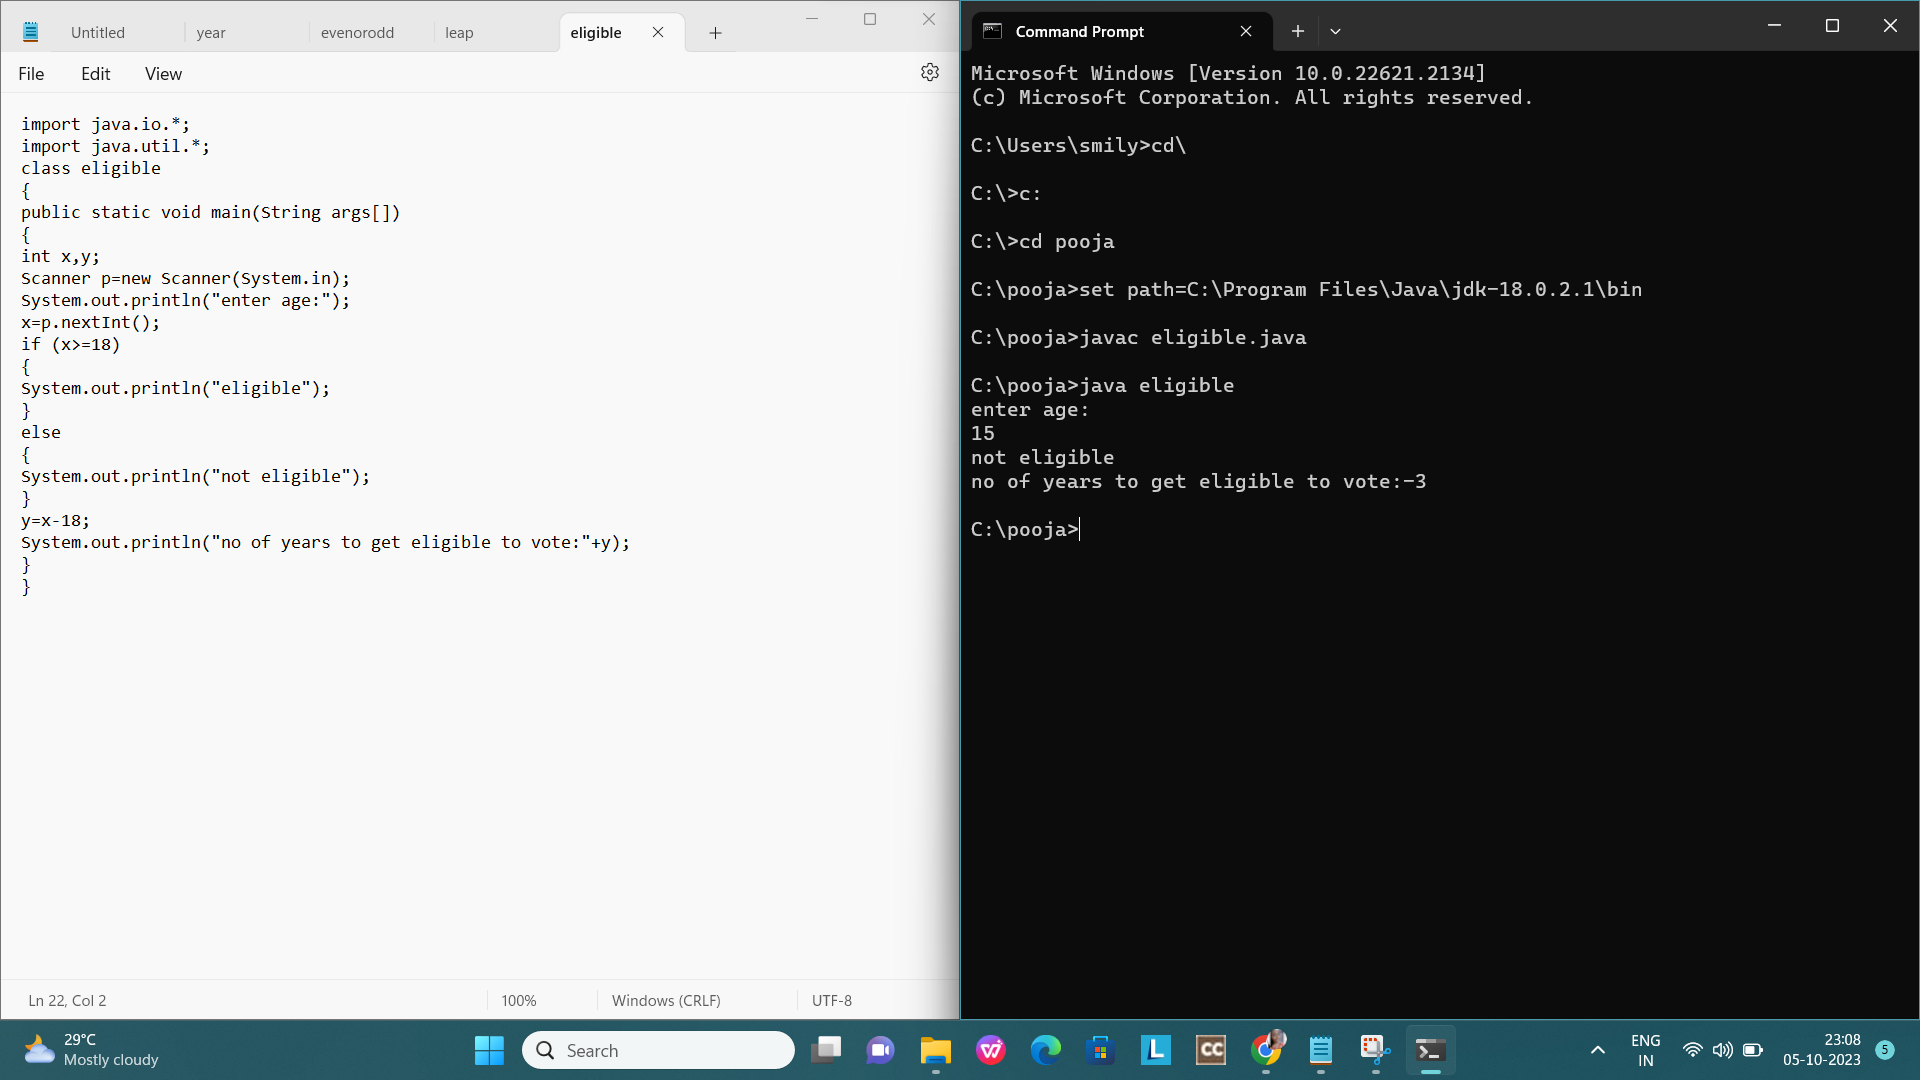 Untitled
year
evenorodd
leap
eligible
File
Edit
View
import java.io.*;
import java.util.*;
class eligible
{
public static void main(String args[])
{
int x,y;
Scanner p=new Scanner(System.in);
System.out.println("enter age:");
x=p.nextInt();
if (x>=18)
{
System.out.println("eligible");
}
else
{
System.out.println("not eligible");
}
y=x-18;
System.out.println("no of years to get eligible to vote:"+y);
}
}
Ln 22, Col 2
100%
Windows (CRLF)
UTF-8
Command Prompt
Microsoft Windows [Version 10.0.22621.2134]
(c) Microsoft Corporation. All rights reserved.
C:\Users\smily>cd\
C:\>c:
C:\>cd pooja
C:\pooja>set path=C:\Program Files\Java\jdk-18.0.2.1\bin
C:\pooja>javac eligible.java
C:\pooja>java eligible
enter age:
15
not eligible
no of years to get eligible to vote:-3
C:\pooja>
29°C
Mostly cloudy
Search
L
CC
ENG
IN
23:08
05-10-2023
5